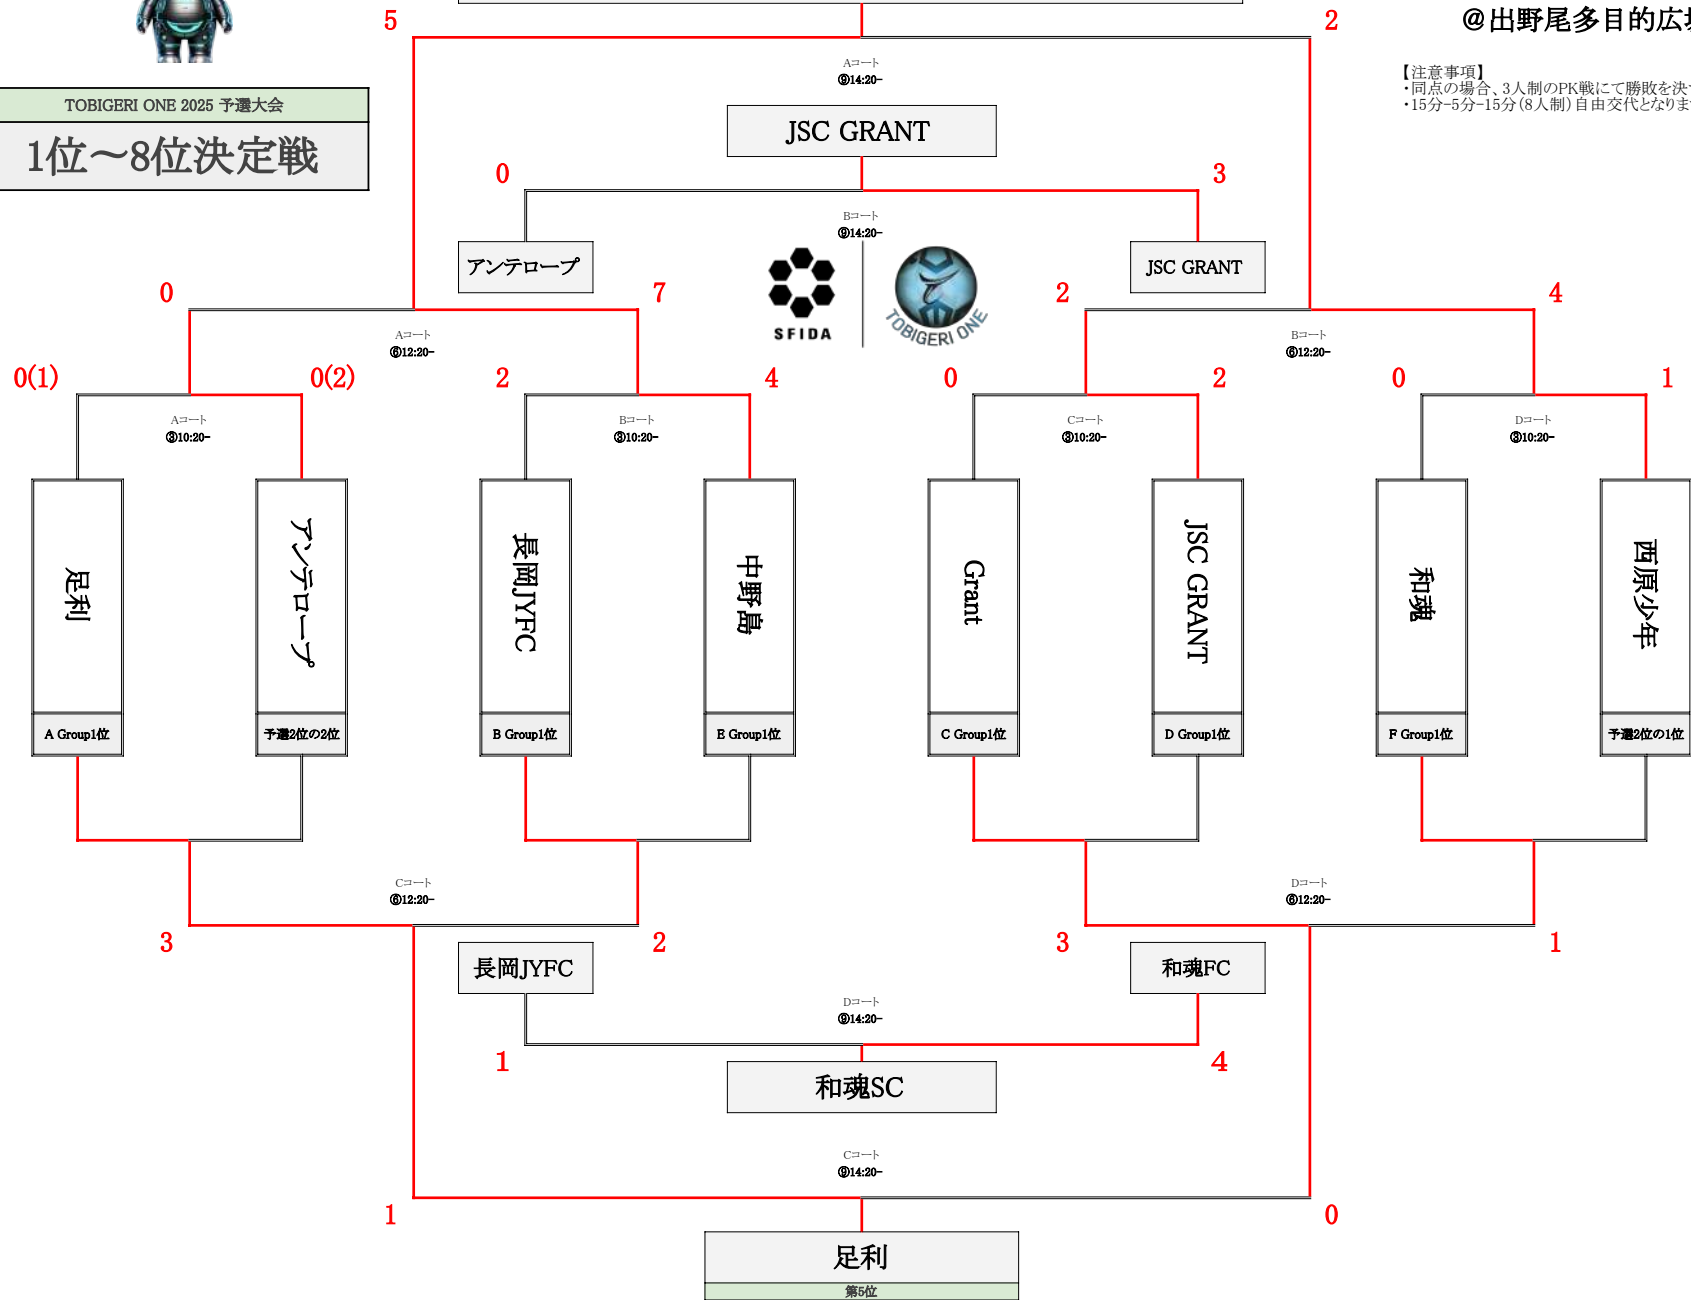 5
2
@出野尾多目的広
Aコート
⑨14:20-
【注意事項】
・同点の場合、3人制のPK戦にて勝敗を決
・15分-5分-15分(8人制)自由交代となりま
TOBIGERI ONE 2025 予選大会
1位～8位決定戦
JSC GRANT
0
3
Bコート
⑨14:20-
アンテロープ
JSC GRANT
SFIDA
TOBIGERI ONE
0
7
2
4
Aコート
⑥12:20-
Bコート
⑥12:20-
0(1)
0(2)
2
4
0
2
0
1
Aコート
③10:20-
Bコート
③10:20-
Cコート
③10:20-
Dコート
③10:20-
足利
アンテロープ
長岡JYFC
中野島
Grant
JSC GRANT
和魂
西原少年
A Group1位
予選2位の2位
B Group1位
E Group1位
C Group1位
D Group1位
F Group1位
予選2位の1位
Cコート
⑥12:20-
Dコート
⑥12:20-
3
2
3
1
長岡JYFC
和魂FC
Dコート
⑨14:20-
1
4
和魂SC
Cコート
⑨14:20-
1
0
足利
第5位